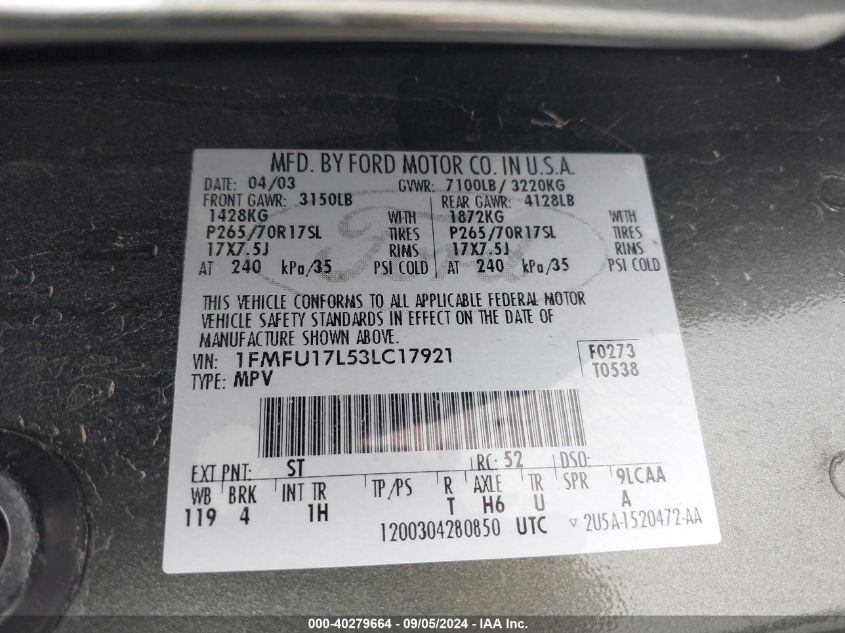 MFD. BY FORD MOTOR CO. IN U.S.A.
DATE: 04/03 GVWR: 7100LB/ 3220KG
FRONT GAWR: 3150LB REAR GAWR: 4128LB
1428KG WITH 1872KG WITH
P265/70R17SL TIRES P265/70R17SL TIRES
17X7.5J RIMS 17X7.5J RIMS
AT 240 kPa/35 PSI COLD AT 240 kPa/35 PSI COLD
Ford
THIS VEHICLE CONFORMS TO ALL APPLICABLE FEDERAL MOTOR
VEHICLE SAFETY STANDARDS IN EFFECT ON THE DATE OF
MANUFACTURE SHOWN ABOVE.
VIN: 1FMFU17L53LC17921 F0273
TYPE: MPV T0538
EXT PNT: ST RC: 52 DSO:
WB BRK INT TR TP/PS R AXLE TR SPR 9LCAA
119 4 1H T H6 U A
1200304280850 UTC ▽ 2U5A-1520472-AA
000-40279664 - 09/05/2024 - IAA Inc.